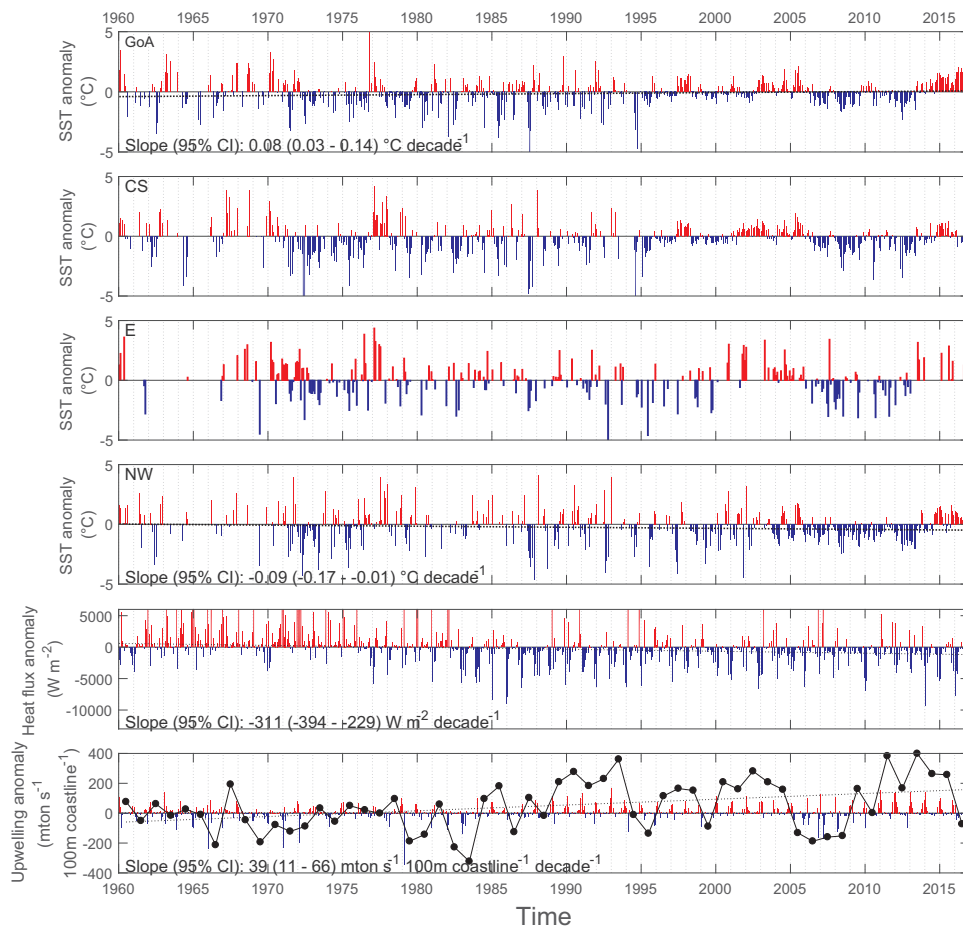 1960 1965 1970 1975 1980 1985 1990 1995 2000 2005 2010 2015
GoA
SST anomaly
(°C)
5
0
-5
Slope (95% CI): 0.08 (0.03 - 0.14) °C decade-1
CS
SST anomaly
(°C)
5
0
-5
E
SST anomaly
(°C)
5
0
-5
NW
SST anomaly
(°C)
5
0
-5
Slope (95% CI): -0.09 (-0.17 - -0.01) °C decade-1
Heat flux anomaly
(W m-2)
5000
0
-5000
-10000
Slope (95% CI): -311 (-394 - -229) W m2 decade-1
Upwelling anomaly
(mton s-1
100m coastline-1)
400
200
0
-200
-400
Slope (95% CI): 39 (11 - 66) mton s-1 100m coastline-1 decade-1
1960 1965 1970 1975 1980 1985 1990 1995 2000 2005 2010 2015
Time